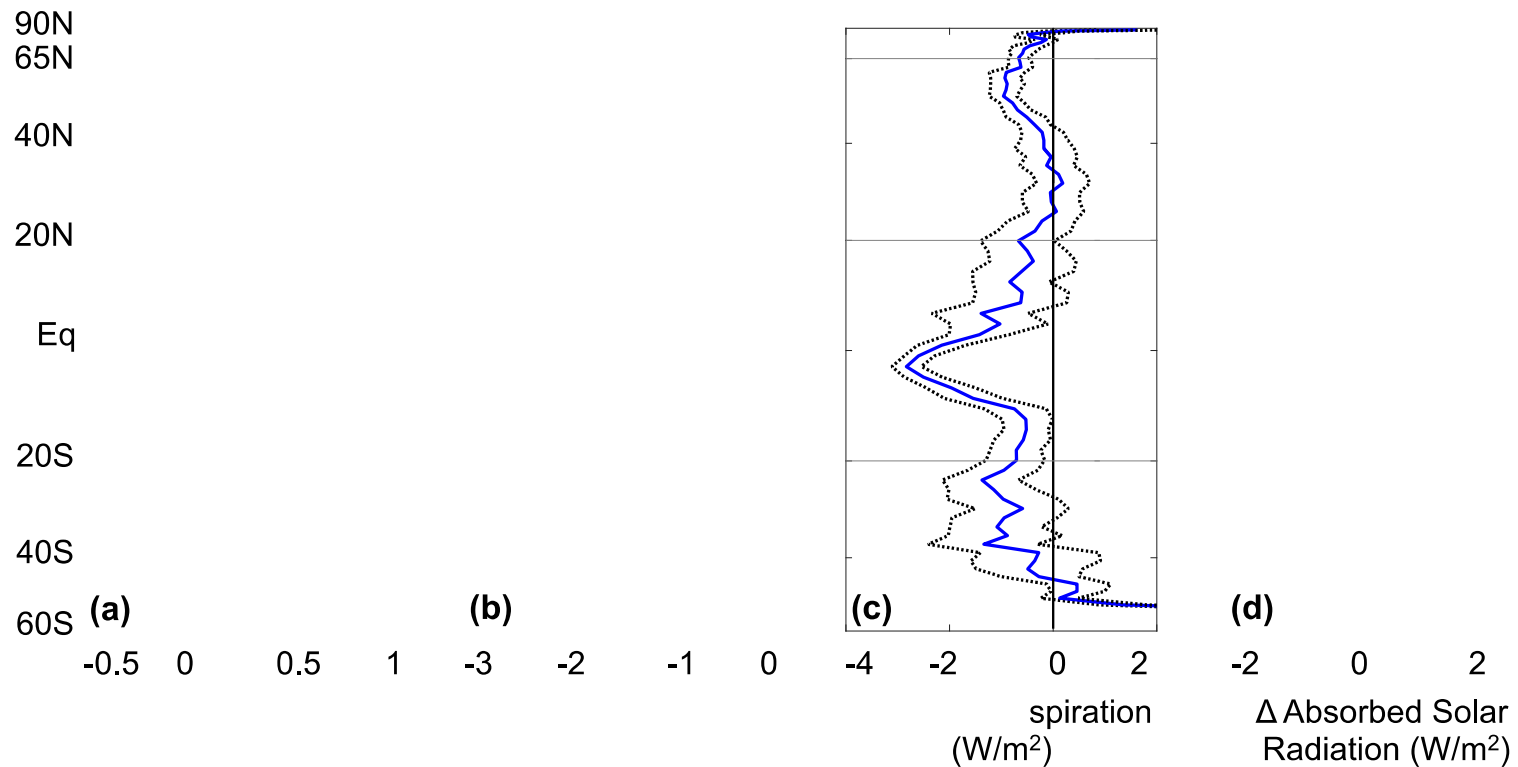 90N
65N
40N
20N
Eq
20S
40S
60S
(a)
(b)
(c)
(d)
-0.5 0 0.5 1 -3 -2 -1 0 -4 -2 0 2 -2 0 2
spiration
(W/m²)
Δ Absorbed Solar
Radiation (W/m²)